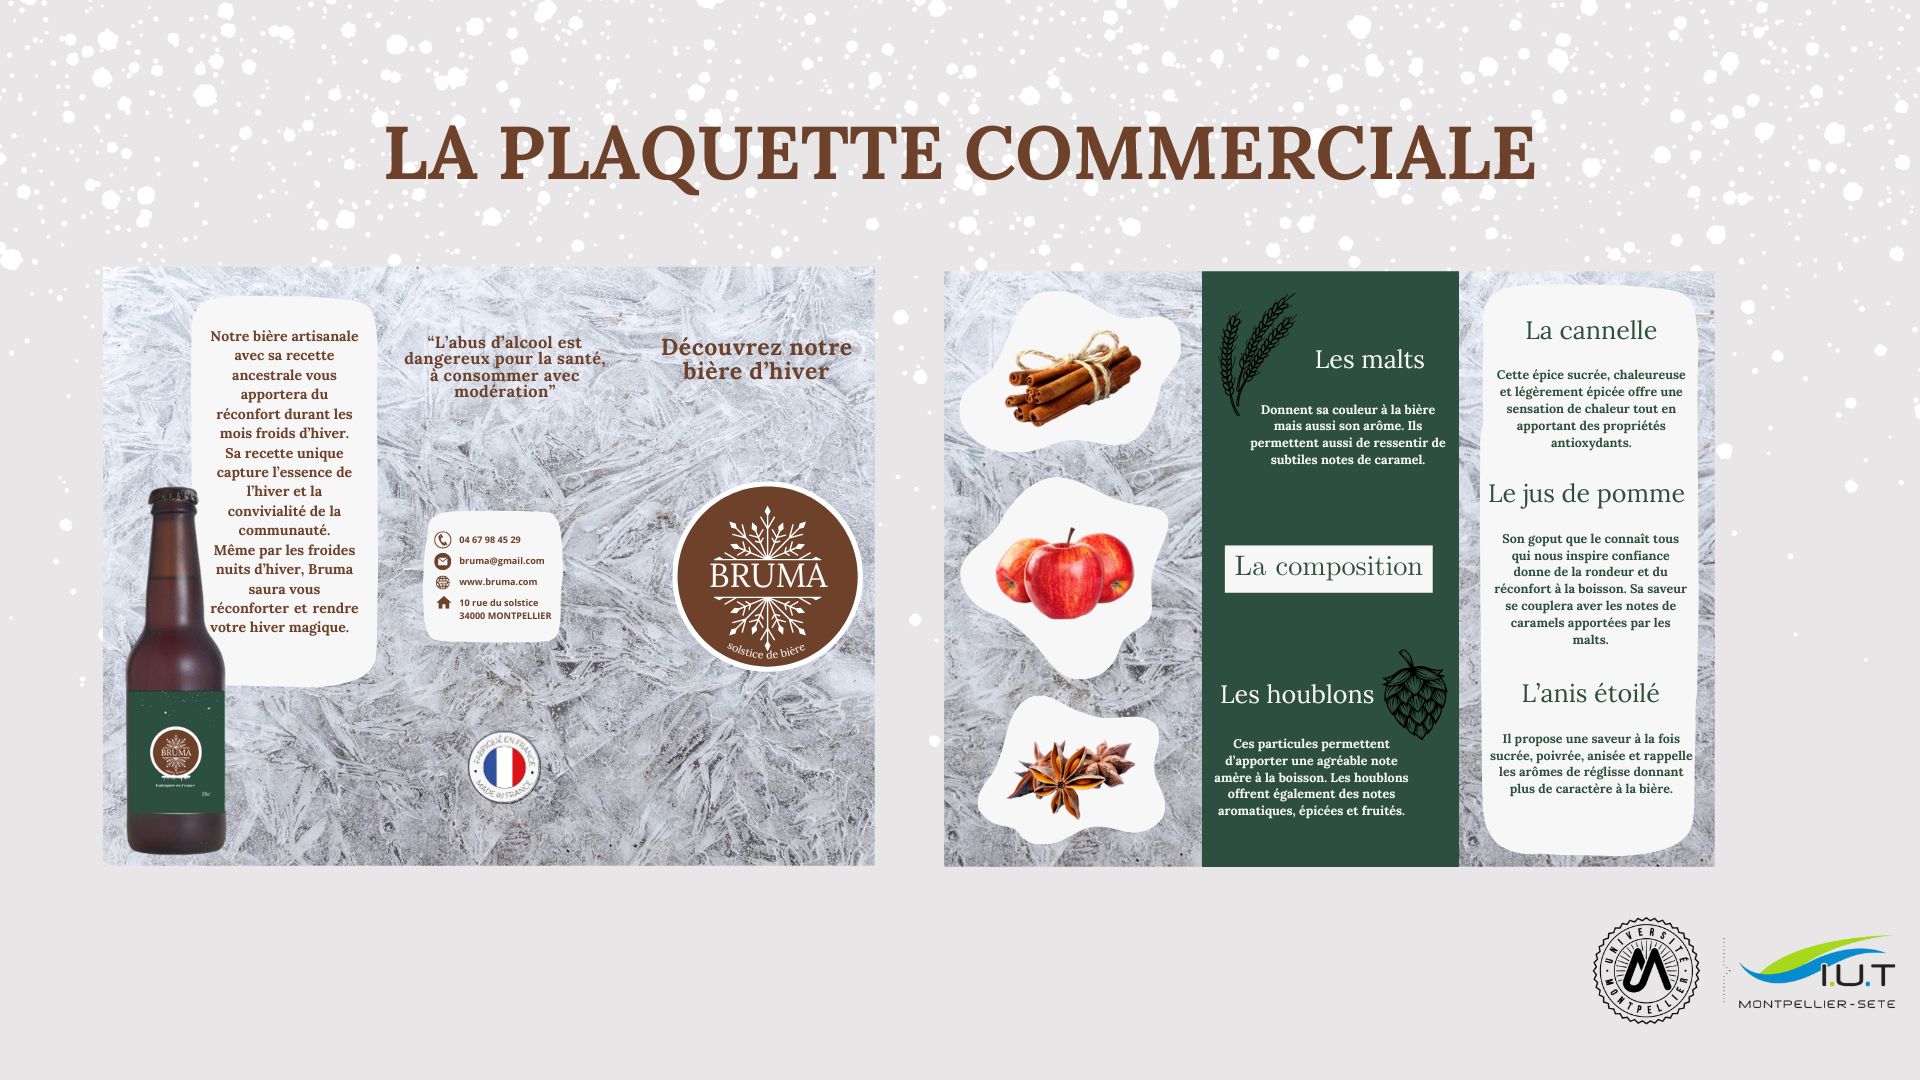 LA PLAQUETTE COMMERCIALE
Notre bière artisanale
avec sa recette
ancestrale vous
apportera du
réconfort durant les
mois froids d’hiver.
Sa recette unique
capture l’essence de
l’hiver et la
convivialité de la
communauté.
Même par les froides
nuits d’hiver, Bruma
saura vous
réconforter et rendre
votre hiver magique.
BRUMA
Fabriquée en France
33cl
“L’abus d’alcool est
dangereux pour la santé,
à consommer avec
modération”
04 67 98 45 29
bruma@gmail.com
www.bruma.com
10 rue du solstice
34000 MONTPELLIER
FABRIQUÉ EN FRANCE
MADE IN FRANCE
Découvrez notre
bière d’hiver
BRUMA
solstice de bière
Les malts
Donnent sa couleur à la bière
mais aussi son arôme. Ils
permettent aussi de ressentir de
subtiles notes de caramel.
La composition
Les houblons
Ces particules permettent
d’apporter une agréable note
amère à la boisson. Les houblons
offrent également des notes
aromatiques, épicées et fruités.
La cannelle
Cette épice sucrée, chaleureuse
et légèrement épicée offre une
sensation de chaleur tout en
apportant des propriétés
antioxydants.
Le jus de pomme
Son goput que le connaît tous
qui nous inspire confiance
donne de la rondeur et du
réconfort à la boisson. Sa saveur
se couplera aver les notes de
caramels apportées par les
malts.
L’anis étoilé
Il propose une saveur à la fois
sucrée, poivrée, anisée et rappelle
les arômes de réglisse donnant
plus de caractère à la bière.
UNIVERSITÉ
MONTPELLIER
I.U.T
MONTPELLIER-SETE